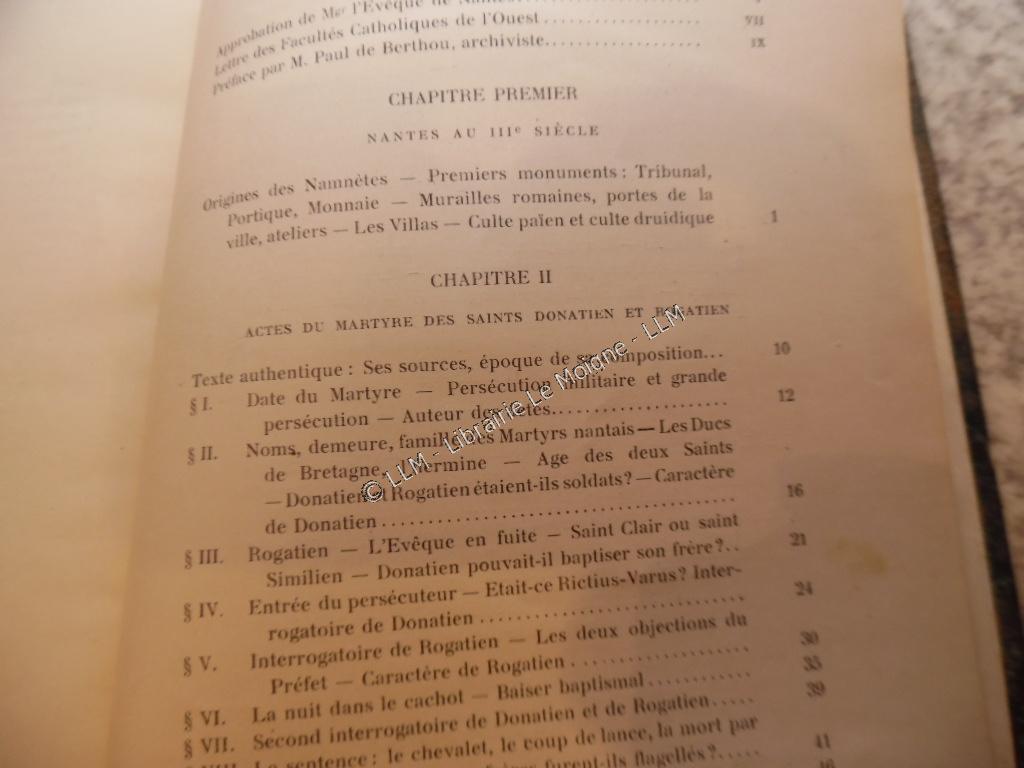 Approbation de Mgr l'Evêque de Nantes
Lettre des Facultés Catholiques de l'Ouest .................... VII
Préface par M. Paul de Berthou, archiviste.................... IX
CHAPITRE PREMIER
NANTES AU IIIe SIÈCLE
Origines des Namnètes — Premiers monuments : Tribunal,
Portique, Monnaie — Murailles romaines, portes de la
ville, ateliers — Les Villas — Culte païen et culte druidique 1
CHAPITRE II
ACTES DU MARTYRE DES SAINTS DONATIEN ET ROGATIEN
Texte authentique : Ses sources, époque de sa composition... 10
§ I. Date du Martyre — Persécution militaire et grande
persécution — Auteur des Actes.................... 12
§ II. Noms, demeure, famille des Martyrs nantais — Les Ducs
de Bretagne, l'hermine — Age des deux Saints
— Donatien et Rogatien étaient-ils soldats ? — Caractère
de Donatien .................................... 16
§ III. Rogatien — L'Evêque en fuite — Saint Clair ou saint
Similien — Donatien pouvait-il baptiser son frère ?.. 21
§ IV. Entrée du persécuteur — Etait-ce Rictius-Varus ? Inter-
rogatoire de Donatien .......................... 24
§ V. Interrogatoire de Rogatien — Les deux objections du
Préfet — Caractère de Rogatien .................. 30
§ VI. La nuit dans le cachot — Baiser baptismal ............ 35
§ VII. Second interrogatoire de Donatien et de Rogatien..... 39
La sentence : le chevalet, le coup de lance, la mort par
furent-ils flagellés ?..... 41
© LLM - Librairie Le Moigne - LLM